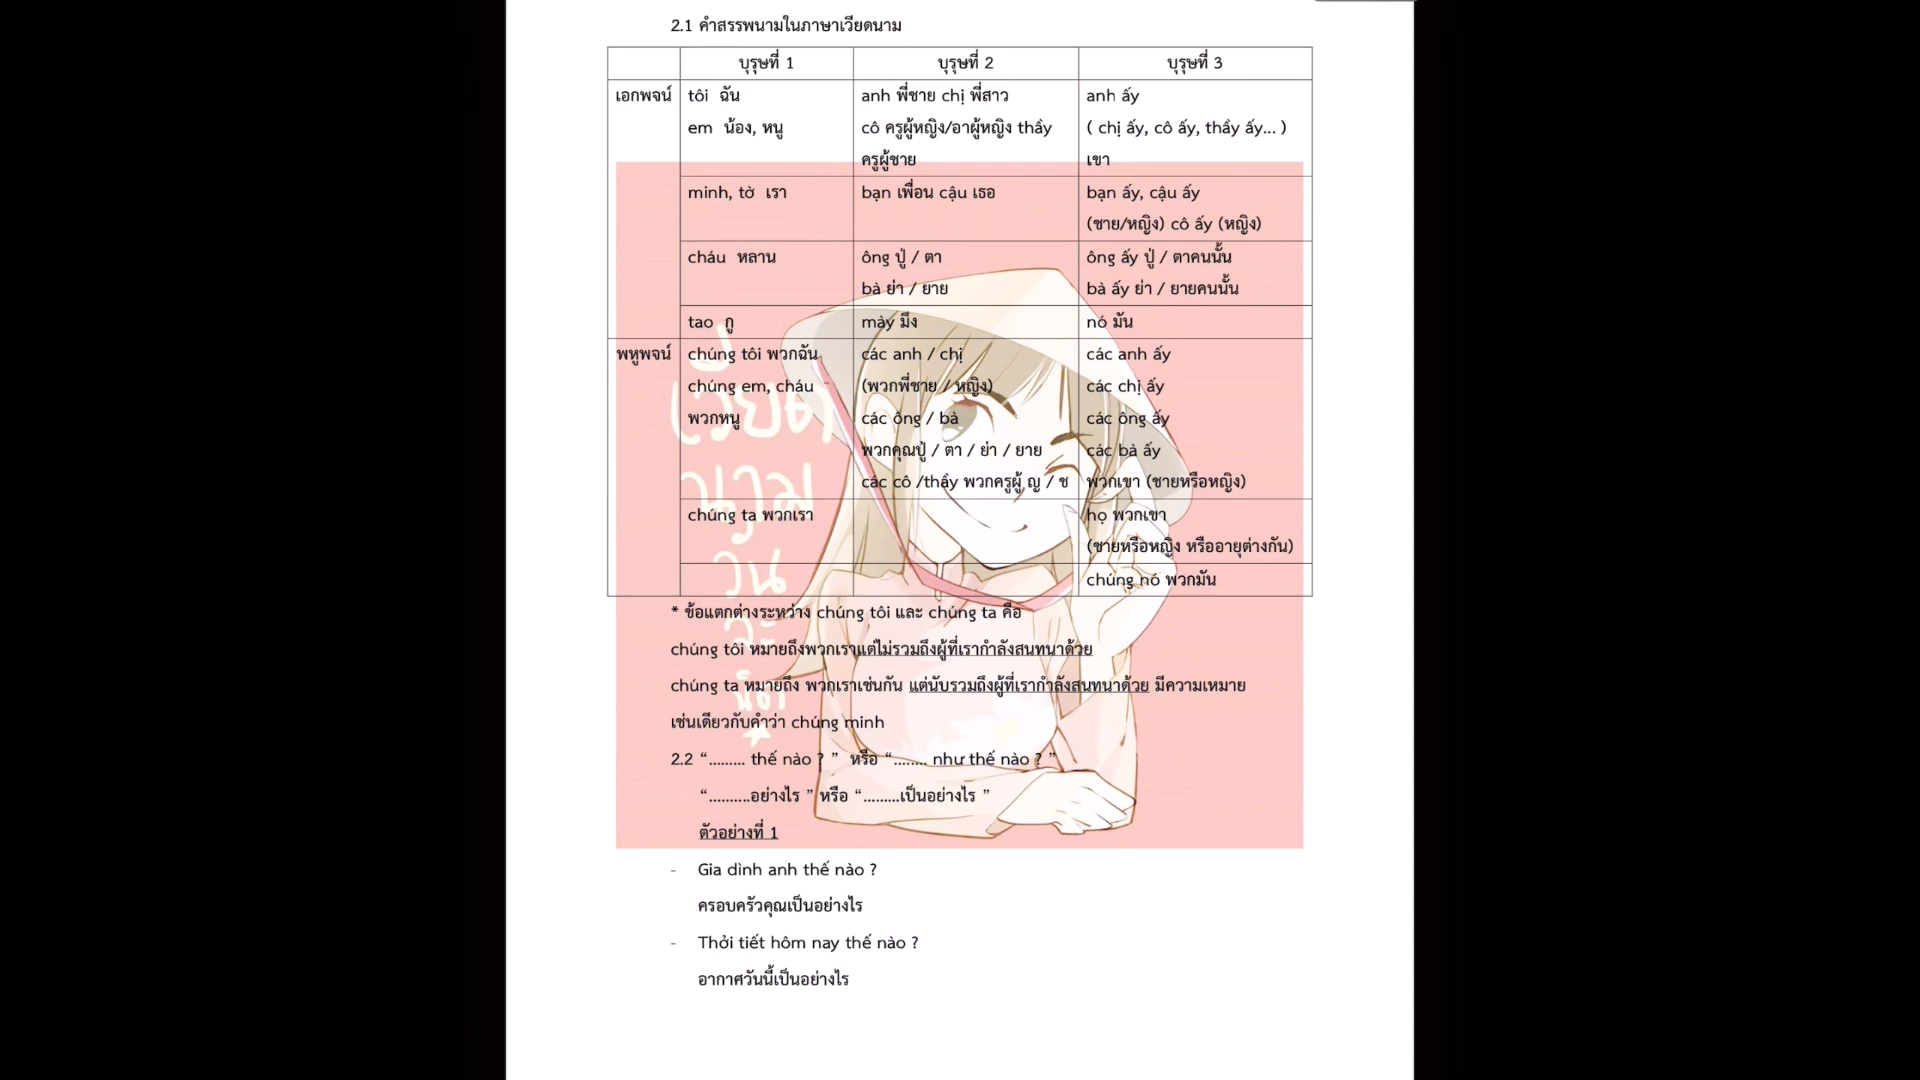 2.1 คำสรรพนามในภาษาเวียดนาม
บุรุษที่ 1 บุรุษที่ 2 บุรุษที่ 3
เอกพจน์ tôi ฉัน anh พี่ชาย chị พี่สาว anh ấy
em น้อง, หนู cô ครูผู้หญิง/อาผู้หญิง thầy ( chị ấy, cô ấy, thầy ấy... )
ครูผู้ชาย เขา
minh, tờ เรา bạn เพื่อน cậu เธอ bạn ấy, cậu ấy
(ชาย/หญิง) cô ấy (หญิง)
cháu หลาน ông ปู่ / ตา ông ấy ปู่ / ตาคนนั้น
bà ย่า / ยาย bà ấy ย่า / ยายคนนั้น
tao กู mày มึง nó มัน
พหูพจน์ chúng tôi พวกฉัน các anh / chị các anh ấy
chúng em, cháu (พวกพี่ชาย / หญิง) các chị ấy
พวกหนู các ông / bà các ông ấy
พวกคุณปู่ / ตา / ย่า / ยาย các bà ấy
các cô /thầy พวกครูผู้ ญ / ช พวกเขา (ชายหรือหญิง)
chúng ta พวกเรา họ พวกเขา
(ชายหรือหญิง หรืออายุต่างกัน)
chúng nó พวกมัน
* ข้อแตกต่างระหว่าง chúng tôi และ chúng ta คือ
chúng tôi หมายถึงพวกเราแต่ไม่รวมถึงผู้ที่เรากำลังสนทนาด้วย
chúng ta หมายถึง พวกเราเช่นกัน แต่นับรวมถึงผู้ที่เรากำลังสนทนาด้วย มีความเหมาย
เช่นเดียวกับคำว่า chúng minh
2.2 “......... thế nào ? ” หรือ “........ như thế nào ? ”
“..........อย่างไร ” หรือ “.........เป็นอย่างไร ”
ตัวอย่างที่ 1
- Gia dình anh thế nào ?
ครอบครัวคุณเป็นอย่างไร
- Thởi tiết hôm nay thế nào ?
อากาศวันนี้เป็นอย่างไร
เวียด
นาม
วัน
ละ
นิด